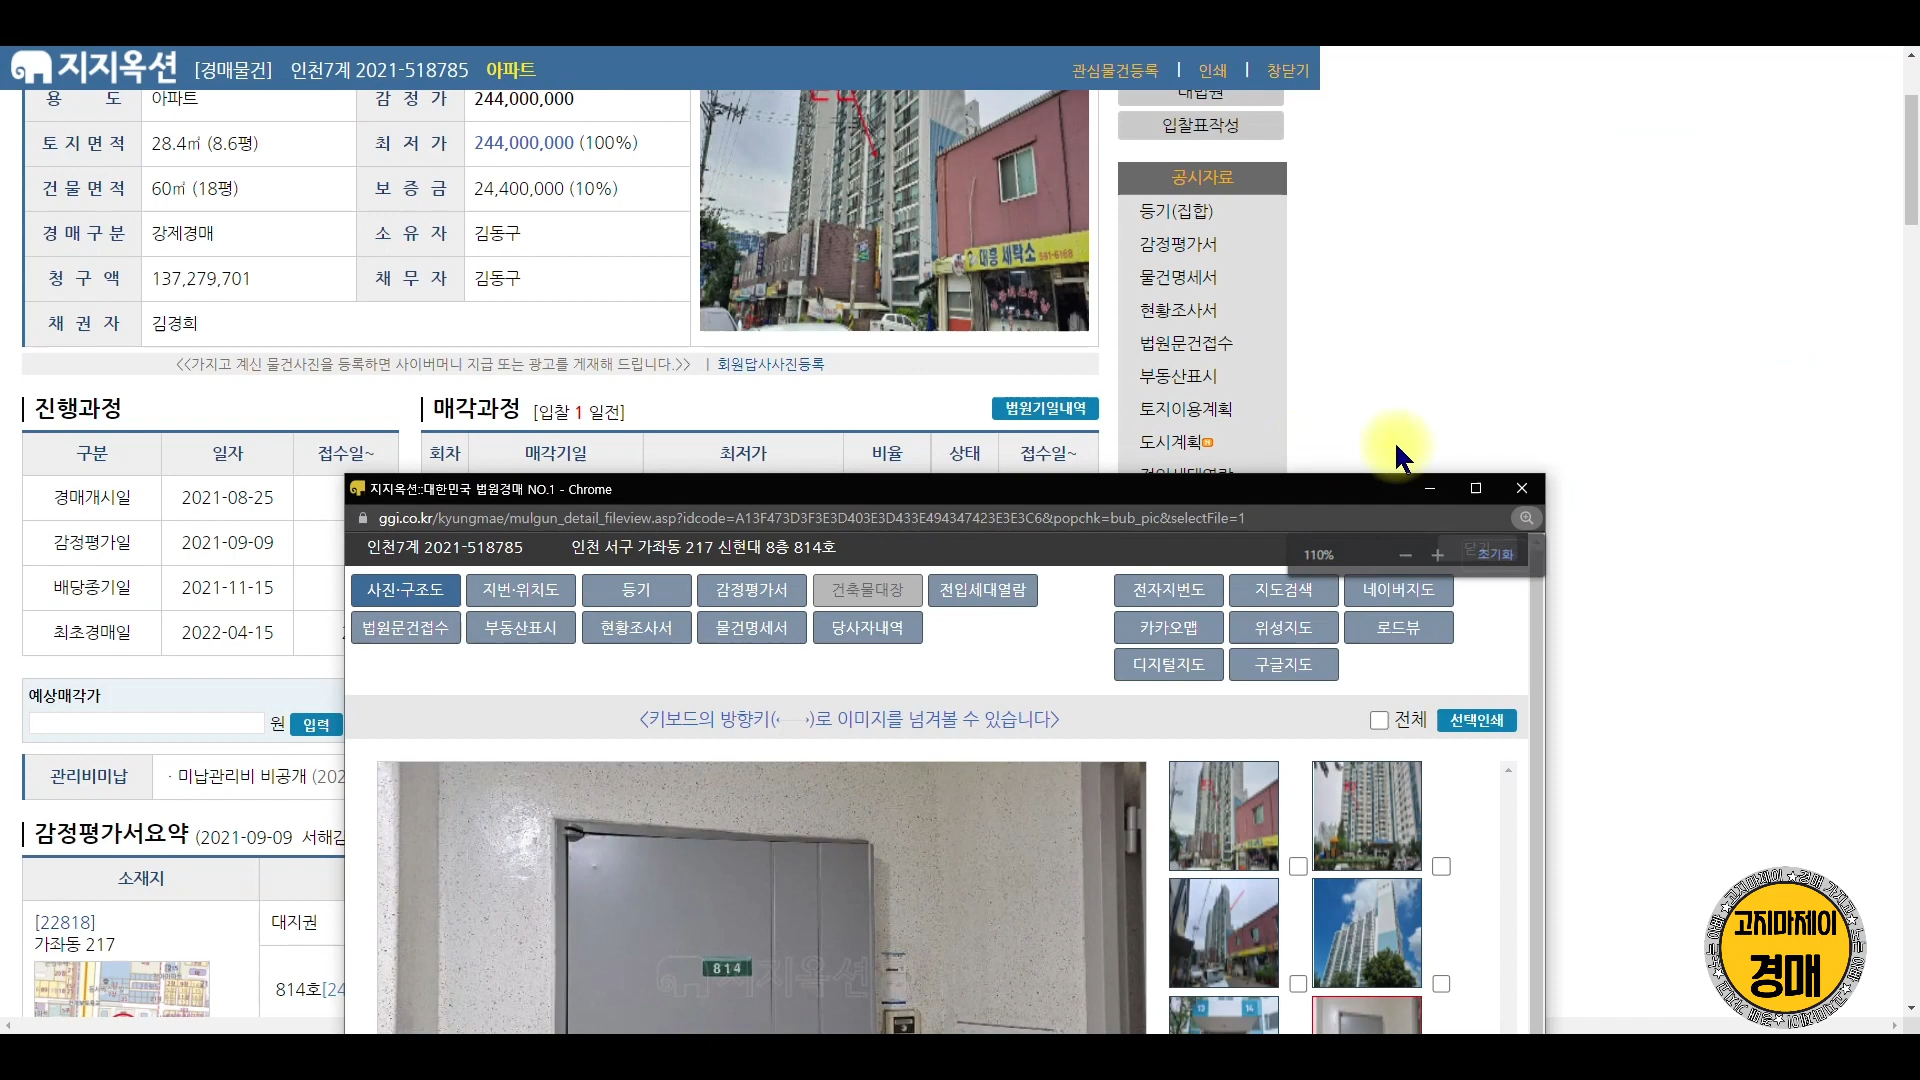 지지옥션 [경매물건] 인천7계 2021-518785 아파트 관심물건등록 | 인쇄 | 창닫기
용 도 아파트 감 정 가 244,000,000
토 지 면 적 28.4㎡ (8.6평) 최 저 가 244,000,000 (100%)
건 물 면 적 60㎡ (18평) 보 증 금 24,400,000 (10%)
경 매 구 분 강제경매 소 유 자 김동구
청 구 액 137,279,701 채 무 자 김동구
채 권 자 김경희
대흥 세탁소
대법원
입찰표작성
공시자료
등기(집합)
감정평가서
물건명세서
현황조사서
법원문건접수
부동산표시
토지이용계획
도시계획
<<가지고 계신 물건사진을 등록하면 사이버머니 지급 또는 광고를 게재해 드립니다.>> | 회원답사사진등록
진행과정
구분 일자 접수일~
경매개시일 2021-08-25
감정평가일 2021-09-09
배당종기일 2021-11-15
최초경매일 2022-04-15
매각과정 [입찰 1 일전] 법원기일내역
회차 매각기일 최저가 비율 상태 접수일~
예상매각가
원 입력
관리비미납 · 미납관리비 비공개 (202
감정평가서요약 (2021-09-09 서해감
소재지
[22818] 대지권
가좌동 217
814호[24
지지옥션::대한민국 법원경매 NO.1 - Chrome
ggi.co.kr/kyungmae/mulgun_detail_fileview.asp?idcode=A13F473D3F3E3D403E3D433E494347423E3E3C6&popchk=bub_pic&selectFile=1
인천7계 2021-518785 인천 서구 가좌동 217 신현대 8층 814호
110% − + 초기화
사진·구조도 지번·위치도 등기 감정평가서 건축물대장 전입세대열람 전자지번도 지도검색 네이버지도
법원문건접수 부동산표시 현황조사서 물건명세서 당사자내역 카카오맵 위성지도 로드뷰
디지털지도 구글지도
<키보드의 방향키(←→)로 이미지를 넘겨볼 수 있습니다> 전체 선택인쇄
814
지지옥션
고지마제이
경매